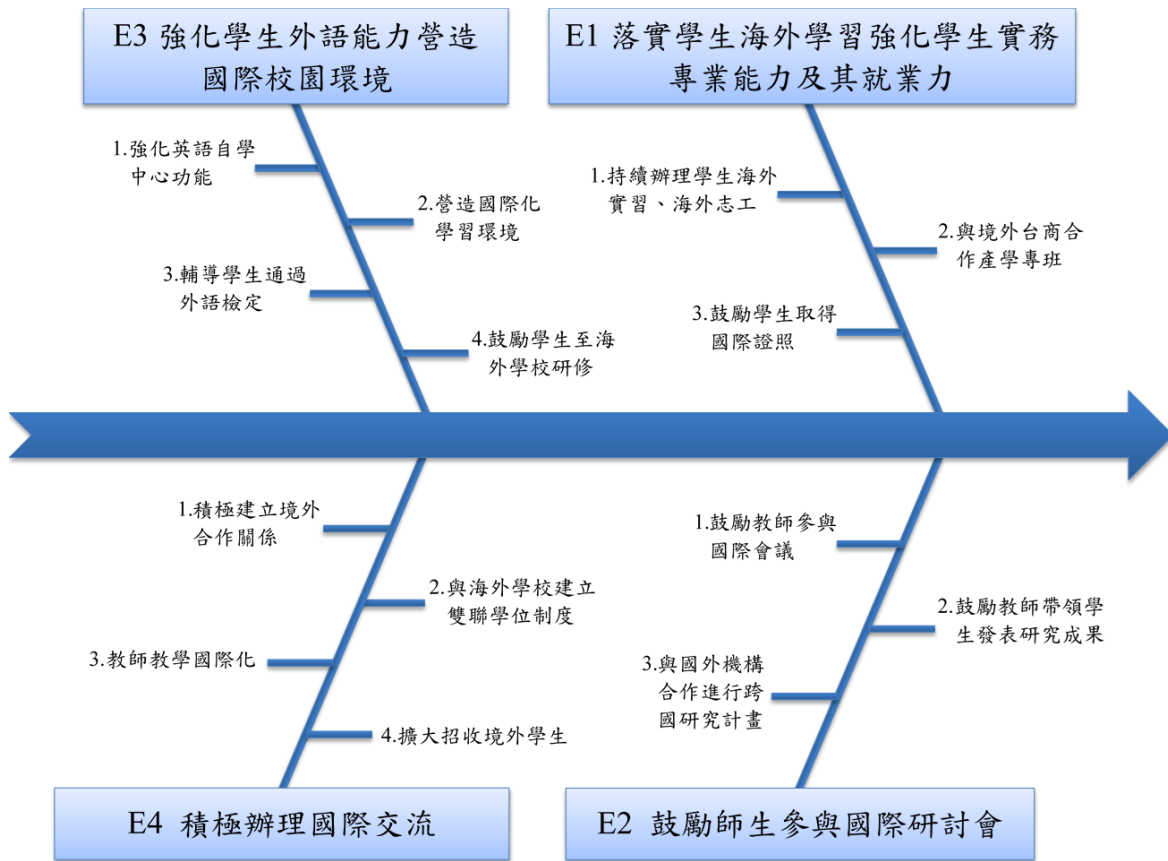 E3 強化學生外語能力營造
國際校園環境
1.強化英語自學
中心功能
2.營造國際化
學習環境
3.輔導學生通過
外語檢定
4.鼓勵學生至海
外學校研修
E1 落實學生海外學習強化學生實務
專業能力及其就業力
1.持續辦理學生海外
實習、海外志工
2.與境外台商合
作產學專班
3.鼓勵學生取得
國際證照
1.積極建立境外
合作關係
2.與海外學校建立
雙聯學位制度
3.教師教學國際化
4.擴大招收境外學生
E4 積極辦理國際交流
1.鼓勵教師參與
國際會議
2.鼓勵教師帶領學
生發表研究成果
3.與國外機構
合作進行跨
國研究計畫
E2 鼓勵師生參與國際研討會